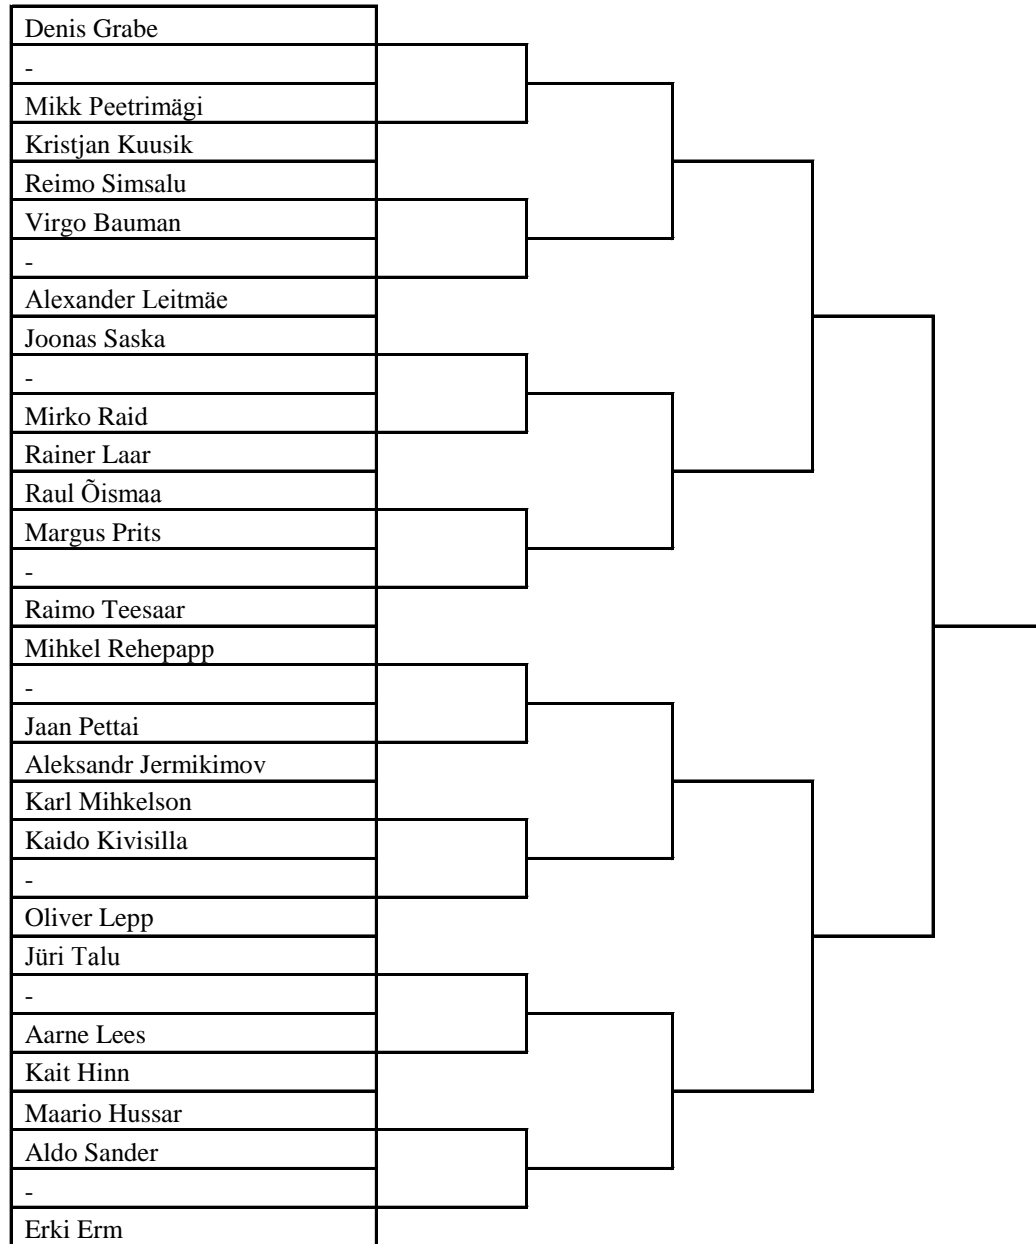 Denis Grabe
-
Mikk Peetrimägi
Kristjan Kuusik
Reimo Simsalu
Virgo Bauman
-
Alexander Leitmäe
Joonas Saska
-
Mirko Raid
Rainer Laar
Raul Õismaa
Margus Prits
-
Raimo Teesaar
Mihkel Rehepapp
-
Jaan Pettai
Aleksandr Jermikimov
Karl Mihkelson
Kaido Kivisilla
-
Oliver Lepp
Jüri Talu
-
Aarne Lees
Kait Hinn
Maario Hussar
Aldo Sander
-
Erki Erm